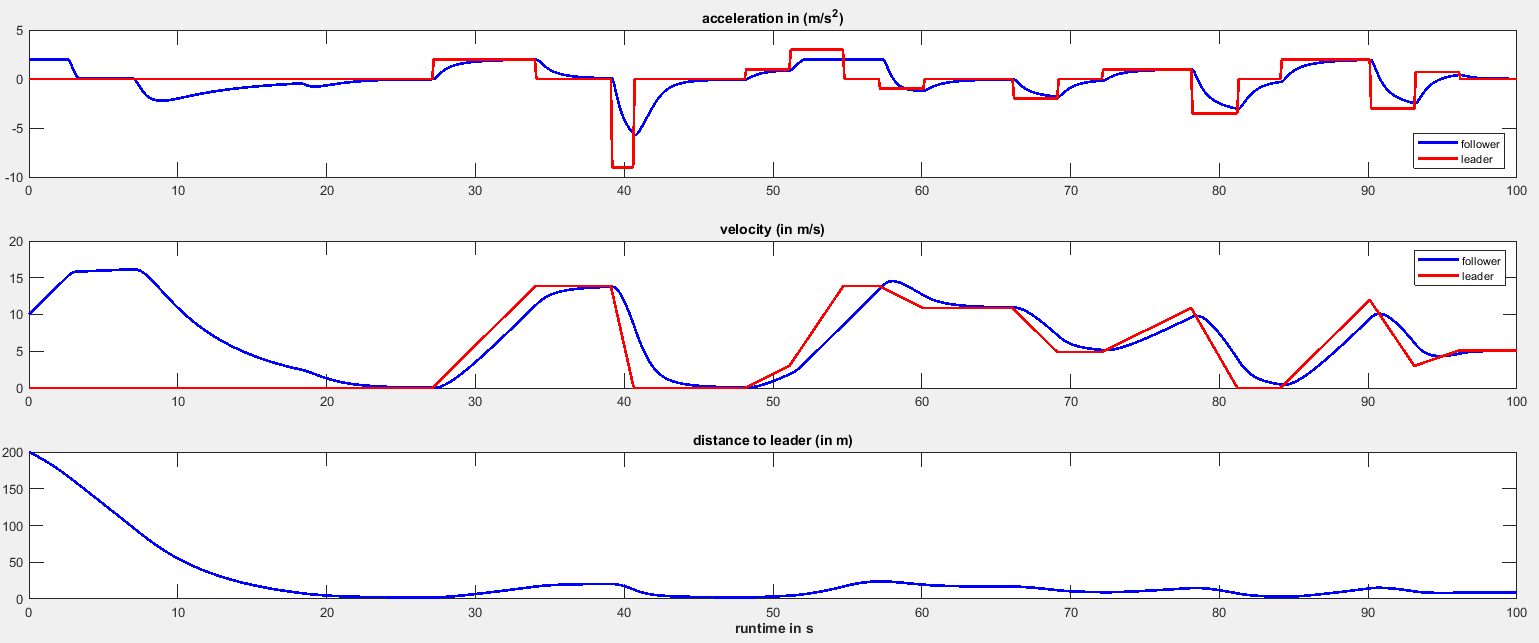 acceleration in (m/s²)
5
0
-5
-10
0 10 20 30 40 50 60 70 80 90 100
follower
leader
velocity (in m/s)
20
15
10
5
0
0 10 20 30 40 50 60 70 80 90 100
follower
leader
distance to leader (in m)
200
150
100
50
0
0 10 20 30 40 50 60 70 80 90 100
runtime in s